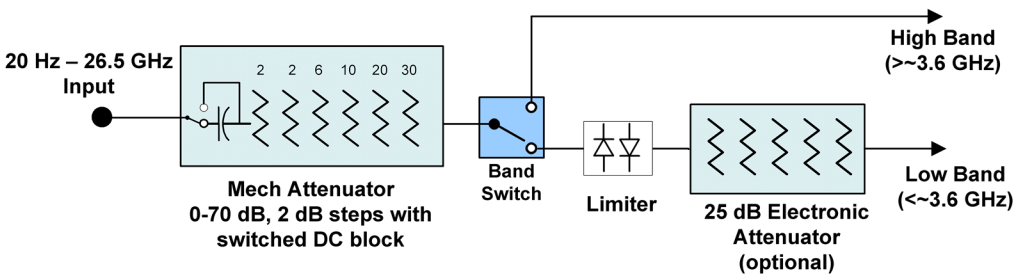 20 Hz – 26.5 GHz
Input
2 2 6 10 20 30
Mech Attenuator
0-70 dB, 2 dB steps with
switched DC block
Band
Switch
Limiter
25 dB Electronic
Attenuator
(optional)
High Band
(>~3.6 GHz)
Low Band
(<~3.6 GHz)